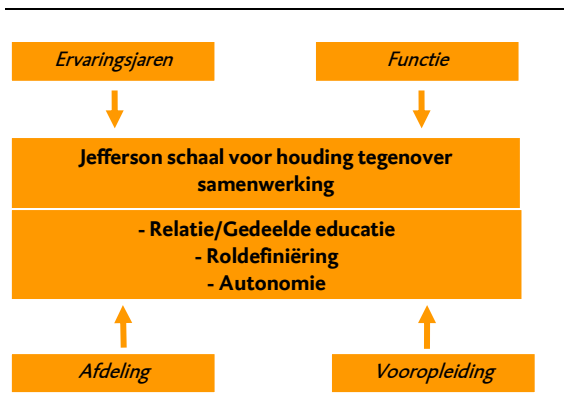 Ervaringsjaren
Functie
Jefferson schaal voor houding tegenover
samenwerking
- Relatie/Gedeelde educatie
- Roldefiniëring
- Autonomie
Afdeling
Vooropleiding